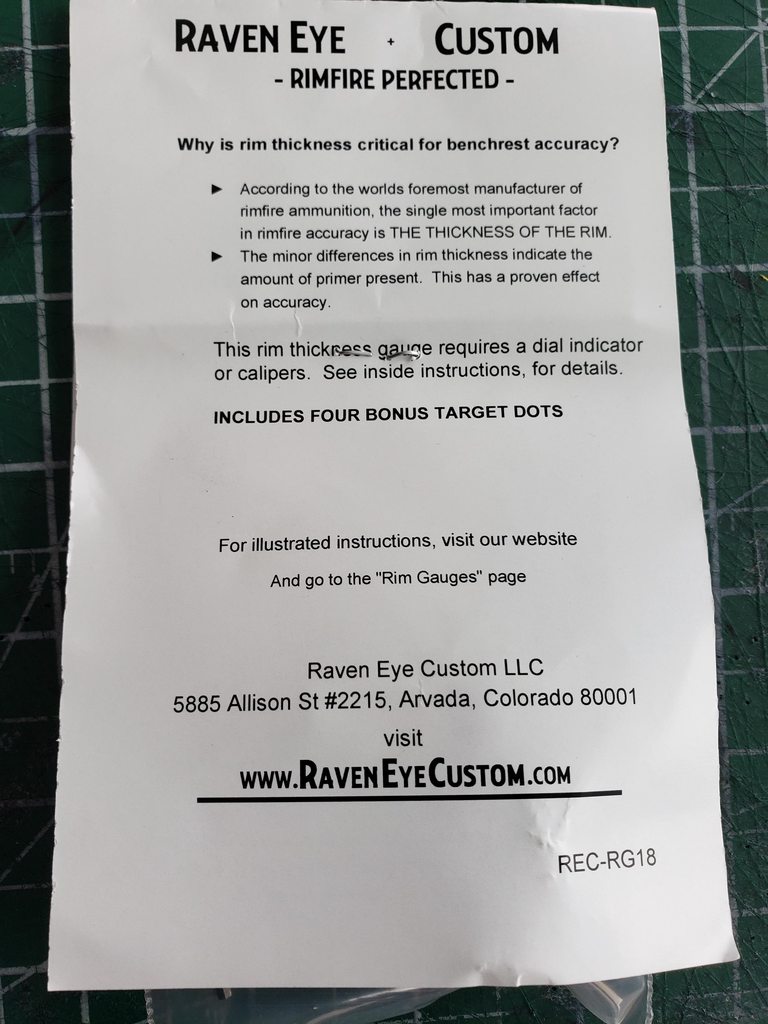 RAVEN EYE + CUSTOM
- RIMFIRE PERFECTED -
Why is rim thickness critical for benchrest accuracy?
► According to the worlds foremost manufacturer of
rimfire ammunition, the single most important factor
in rimfire accuracy is THE THICKNESS OF THE RIM.
► The minor differences in rim thickness indicate the
amount of primer present. This has a proven effect
on accuracy.
This rim thickness gauge requires a dial indicator
or calipers. See inside instructions, for details.
INCLUDES FOUR BONUS TARGET DOTS
For illustrated instructions, visit our website
And go to the "Rim Gauges" page
Raven Eye Custom LLC
5885 Allison St #2215, Arvada, Colorado 80001
visit
WWW.RAVENEYECUSTOM.COM
REC-RG18